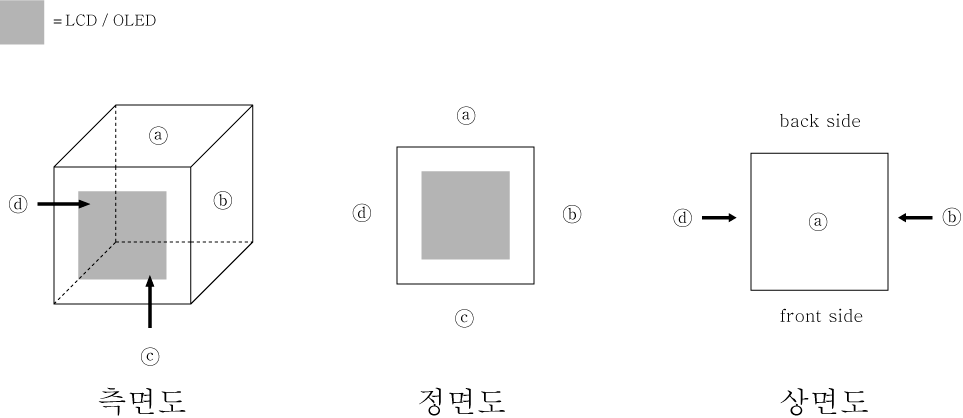 = LCD / OLED
ⓐ
ⓑ
ⓓ
ⓒ
측면도
ⓐ
ⓓ
ⓑ
ⓒ
정면도
back side
ⓓ
ⓐ
ⓑ
front side
상면도